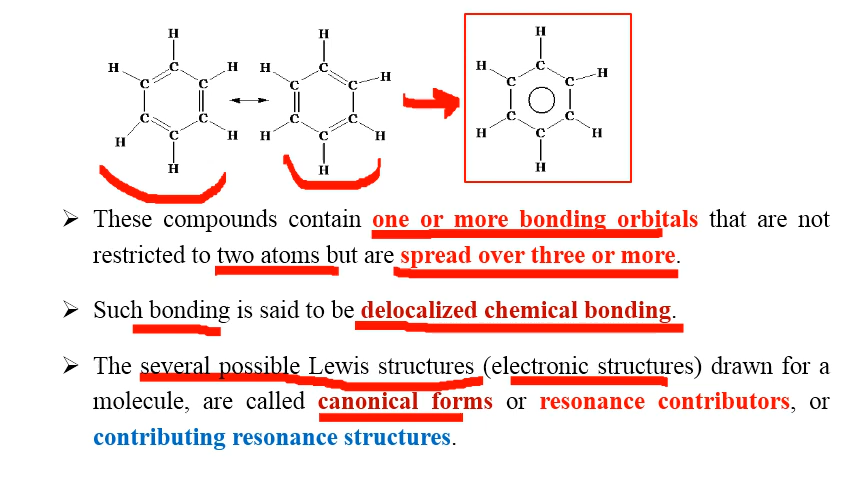 H H H
H H H H H H
C C C
C C C C C C
C C C C C C
C C C
H H H H H H
H H H
➢ These compounds contain one or more bonding orbitals that are not
restricted to two atoms but are spread over three or more.
➢ Such bonding is said to be delocalized chemical bonding.
➢ The several possible Lewis structures (electronic structures) drawn for a
molecule, are called canonical forms or resonance contributors, or
contributing resonance structures.